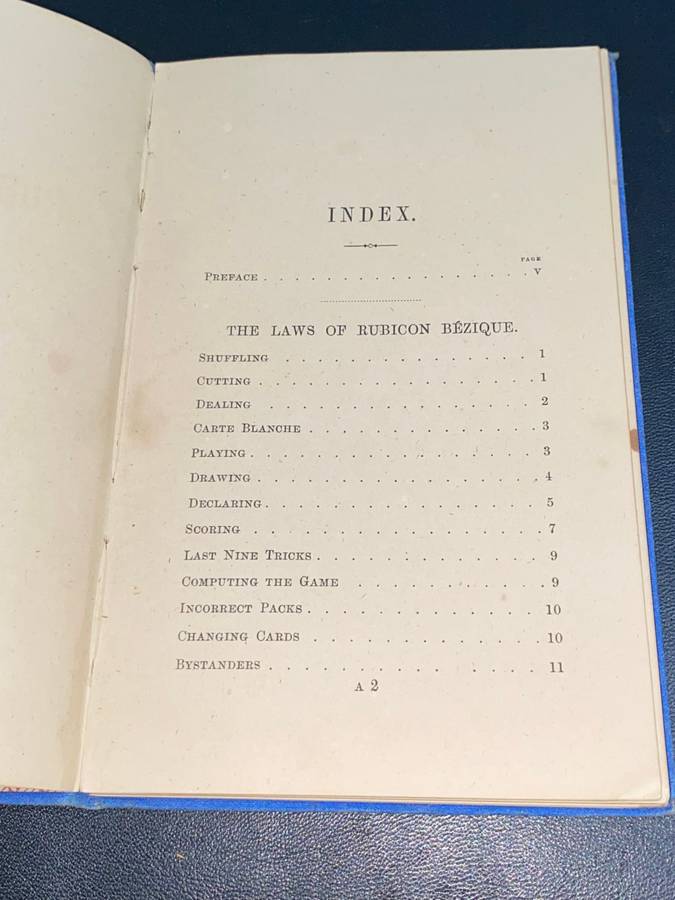 INDEX.
PAGE
PREFACE . . . . . . . . . . . . . . . . . V
THE LAWS OF RUBICON BÉZIQUE.
SHUFFLING . . . . . . . . . . . . . . . 1
CUTTING . . . . . . . . . . . . . . . . . 1
DEALING . . . . . . . . . . . . . . . . 2
CARTE BLANCHE . . . . . . . . . . . . . . 3
PLAYING . . . . . . . . . . . . . . . . . 3
DRAWING . . . . . . . . . . . . . . . . . 4
DECLARING . . . . . . . . . . . . . . . . 5
SCORING . . . . . . . . . . . . . . . . 7
LAST NINE TRICKS . . . . . . . . . . . . . 9
COMPUTING THE GAME . . . . . . . . . . . 9
INCORRECT PACKS . . . . . . . . . . . . . 10
CHANGING CARDS . . . . . . . . . . . . . 10
BYSTANDERS . . . . . . . . . . . . . . . 11
A 2